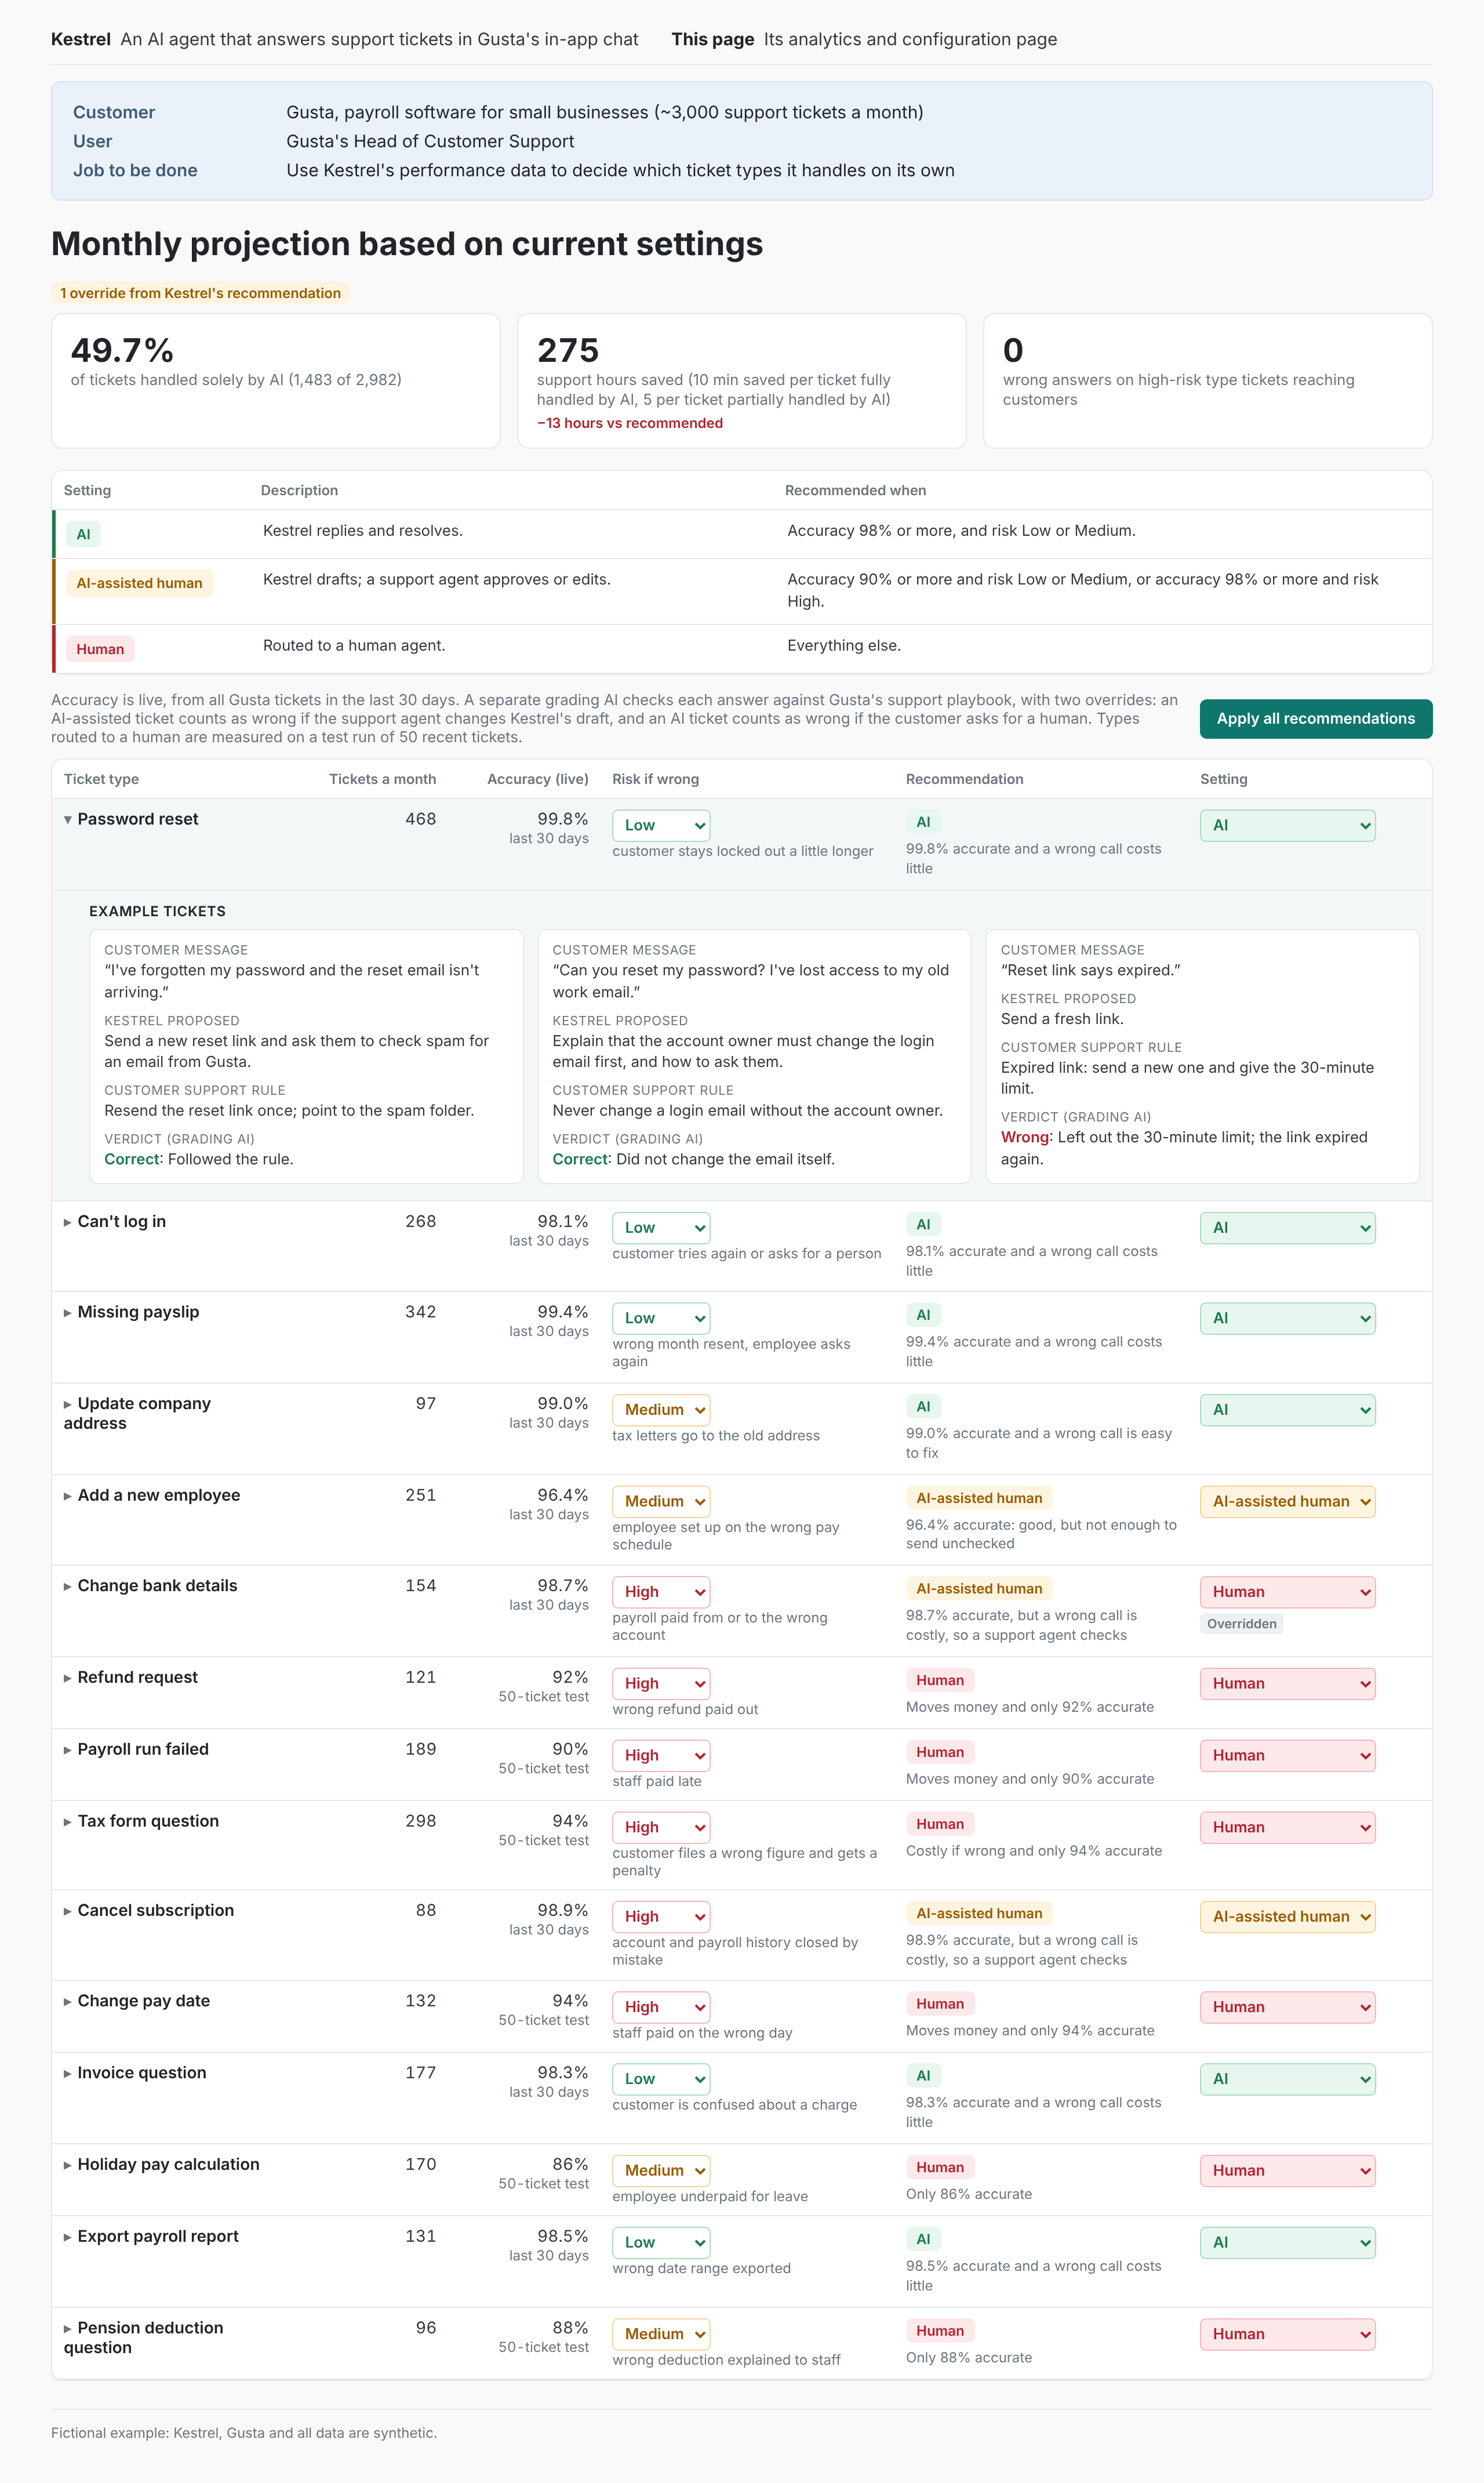 Kestrel An AI agent that answers support tickets in Gusta's in-app chat This page Its analytics and configuration page
Customer Gusta, payroll software for small businesses (~3,000 support tickets a month)
User Gusta's Head of Customer Support
Job to be done Use Kestrel's performance data to decide which ticket types it handles on its own
Monthly projection based on current settings
1 override from Kestrel's recommendation
49.7%
of tickets handled solely by AI (1,483 of 2,982)
275
support hours saved (10 min saved per ticket fully
handled by AI, 5 per ticket partially handled by AI)
−13 hours vs recommended
0
wrong answers on high-risk type tickets reaching
customers
Setting Description Recommended when
AI Kestrel replies and resolves. Accuracy 98% or more, and risk Low or Medium.
AI-assisted human Kestrel drafts; a support agent approves or edits. Accuracy 90% or more and risk Low or Medium, or accuracy 98% or more and risk
High.
Human Routed to a human agent. Everything else.
Accuracy is live, from all Gusta tickets in the last 30 days. A separate grading AI checks each answer against Gusta's support playbook, with two overrides: an
AI-assisted ticket counts as wrong if the support agent changes Kestrel's draft, and an AI ticket counts as wrong if the customer asks for a human. Types
routed to a human are measured on a test run of 50 recent tickets.
Apply all recommendations
Ticket type Tickets a month Accuracy (live) Risk if wrong Recommendation Setting
▾ Password reset 468 99.8% Low AI AI
last 30 days customer stays locked out a little longer 99.8% accurate and a wrong call costs
little
EXAMPLE TICKETS
CUSTOMER MESSAGE
“I've forgotten my password and the reset email isn't
arriving.”
KESTREL PROPOSED
Send a new reset link and ask them to check spam for
an email from Gusta.
CUSTOMER SUPPORT RULE
Resend the reset link once; point to the spam folder.
VERDICT (GRADING AI)
Correct: Followed the rule.
CUSTOMER MESSAGE
“Can you reset my password? I've lost access to my old
work email.”
KESTREL PROPOSED
Explain that the account owner must change the login
email first, and how to ask them.
CUSTOMER SUPPORT RULE
Never change a login email without the account owner.
VERDICT (GRADING AI)
Correct: Did not change the email itself.
CUSTOMER MESSAGE
“Reset link says expired.”
KESTREL PROPOSED
Send a fresh link.
CUSTOMER SUPPORT RULE
Expired link: send a new one and give the 30-minute
limit.
VERDICT (GRADING AI)
Wrong: Left out the 30-minute limit; the link expired
again.
▸ Can't log in 268 98.1% Low AI AI
last 30 days customer tries again or asks for a person 98.1% accurate and a wrong call costs
little
▸ Missing payslip 342 99.4% Low AI AI
last 30 days wrong month resent, employee asks 99.4% accurate and a wrong call costs
again little
▸ Update company 97 99.0% Medium AI AI
address last 30 days tax letters go to the old address 99.0% accurate and a wrong call is easy
to fix
▸ Add a new employee 251 96.4% Medium AI-assisted human AI-assisted human
last 30 days employee set up on the wrong pay 96.4% accurate: good, but not enough to
schedule send unchecked
▸ Change bank details 154 98.7% High AI-assisted human Human
last 30 days payroll paid from or to the wrong 98.7% accurate, but a wrong call is Overridden
account costly, so a support agent checks
▸ Refund request 121 92% High Human Human
50-ticket test wrong refund paid out Moves money and only 92% accurate
▸ Payroll run failed 189 90% High Human Human
50-ticket test staff paid late Moves money and only 90% accurate
▸ Tax form question 298 94% High Human Human
50-ticket test customer files a wrong figure and gets a Costly if wrong and only 94% accurate
penalty
▸ Cancel subscription 88 98.9% High AI-assisted human AI-assisted human
last 30 days account and payroll history closed by 98.9% accurate, but a wrong call is
mistake costly, so a support agent checks
▸ Change pay date 132 94% High Human Human
50-ticket test staff paid on the wrong day Moves money and only 94% accurate
▸ Invoice question 177 98.3% Low AI AI
last 30 days customer is confused about a charge 98.3% accurate and a wrong call costs
little
▸ Holiday pay calculation 170 86% Medium Human Human
50-ticket test employee underpaid for leave Only 86% accurate
▸ Export payroll report 131 98.5% Low AI AI
last 30 days wrong date range exported 98.5% accurate and a wrong call costs
little
▸ Pension deduction 96 88% Medium Human Human
question 50-ticket test wrong deduction explained to staff Only 88% accurate
Fictional example: Kestrel, Gusta and all data are synthetic.